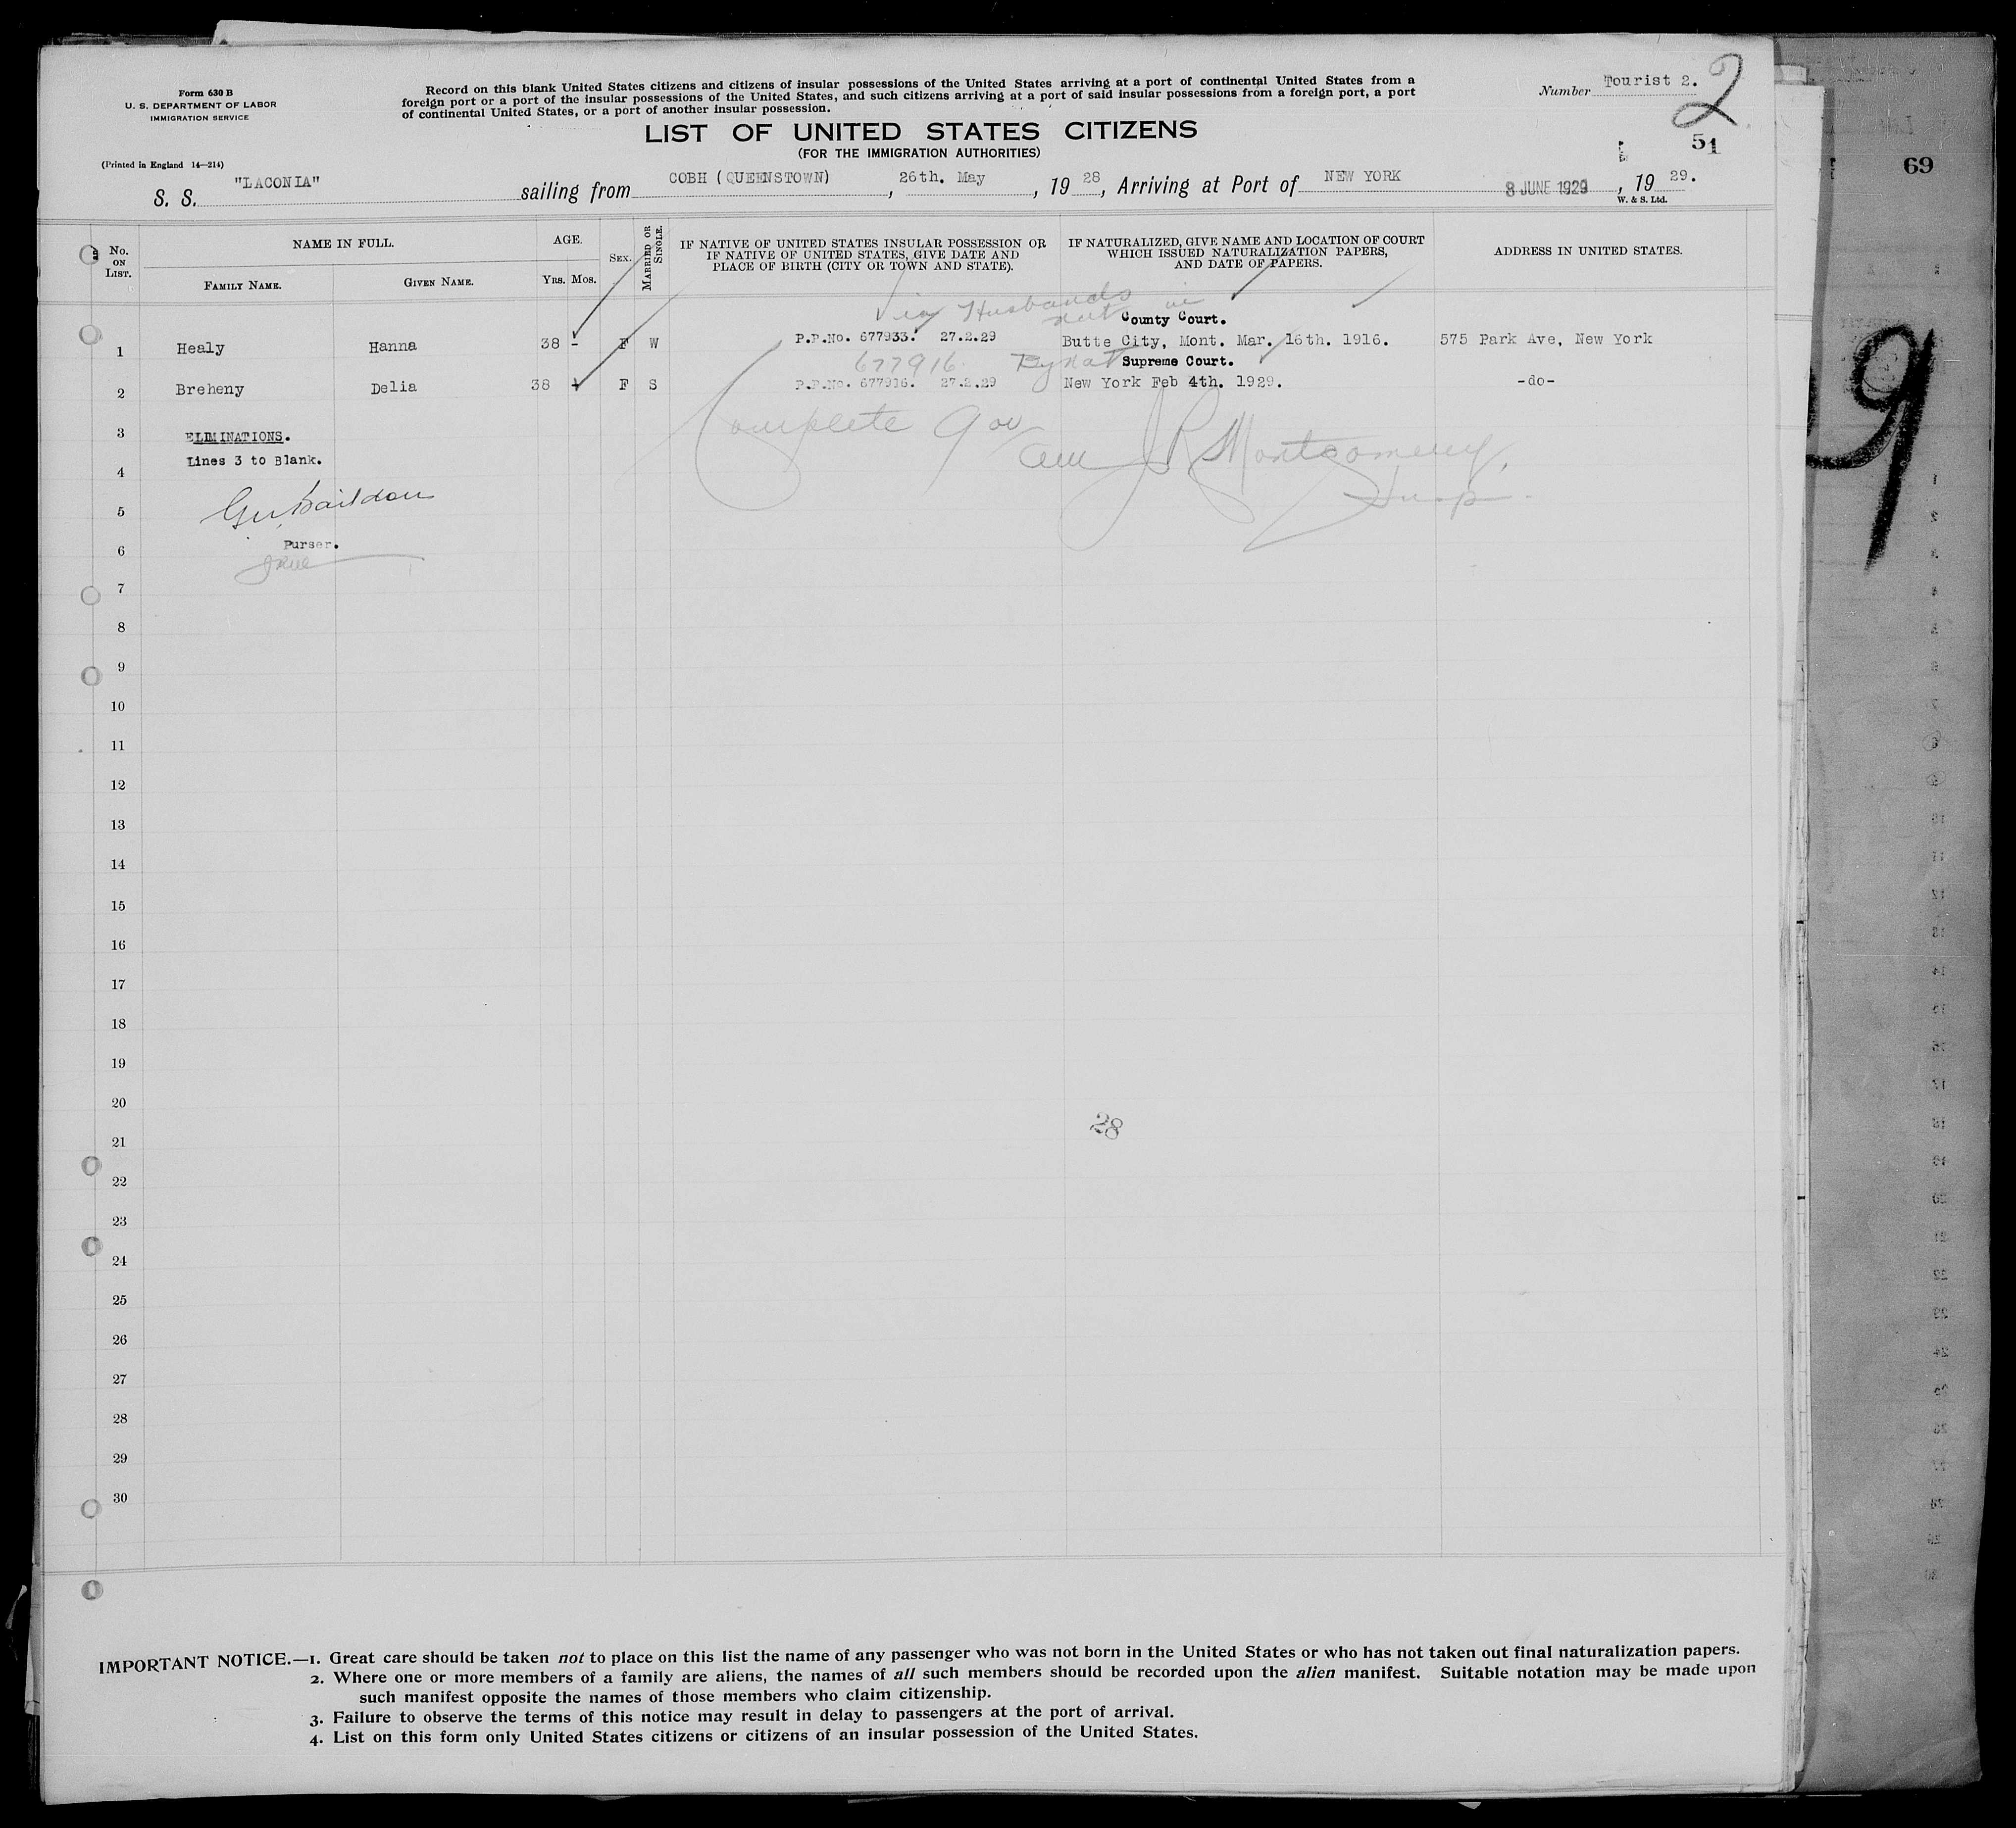 Form 630 B
U. S. DEPARTMENT OF LABOR
IMMIGRATION SERVICE
(Printed in England 14—214)
Record on this blank United States citizens and citizens of insular possessions of the United States arriving at a port of continental United States from a
foreign port or a port of the insular possessions of the United States, and such citizens arriving at a port of said insular possessions from a foreign port, a port
of continental United States, or a port of another insular possession.
Number Tourist 2.
2
LIST OF UNITED STATES CITIZENS
(FOR THE IMMIGRATION AUTHORITIES)
51
69
S. S. "LACONIA" sailing from COBH (QUEENSTOWN), 26th. May, 1928, Arriving at Port of NEW YORK 8 JUNE 1929, 1929.
W. & S. Ltd.
No. ON LIST.
NAME IN FULL.
FAMILY NAME.
GIVEN NAME.
AGE.
YRS. MOS.
SEX.
MARRIED OR SINGLE.
IF NATIVE OF UNITED STATES INSULAR POSSESSION OR
IF NATIVE OF UNITED STATES, GIVE DATE AND
PLACE OF BIRTH (CITY OR TOWN AND STATE).
IF NATURALIZED, GIVE NAME AND LOCATION OF COURT
WHICH ISSUED NATURALIZATION PAPERS,
AND DATE OF PAPERS.
ADDRESS IN UNITED STATES.
Via Husbands nat in
County Court.
1 Healy Hanna 38 - F W P.P.No. 677933. 27.2.29 Butte City, Mont. Mar. 16th. 1916. 575 Park Ave, New York
677916 By Nat Supreme Court.
2 Breheny Delia 38 F S P.P.No. 677916. 27.2.29 New York Feb 4th. 1929. -do-
Complete
3 ELIMINATIONS.
J R Montgomery,
4 Lines 3 to Blank.
Insp.
5
Purser.
6
7
8
9
10
11
12
13
14
15
16
17
18
19
20
28
21
22
23
24
25
26
27
28
29
30
9
IMPORTANT NOTICE.—1. Great care should be taken not to place on this list the name of any passenger who was not born in the United States or who has not taken out final naturalization papers.
2. Where one or more members of a family are aliens, the names of all such members should be recorded upon the alien manifest. Suitable notation may be made upon
such manifest opposite the names of those members who claim citizenship.
3. Failure to observe the terms of this notice may result in delay to passengers at the port of arrival.
4. List on this form only United States citizens or citizens of an insular possession of the United States.